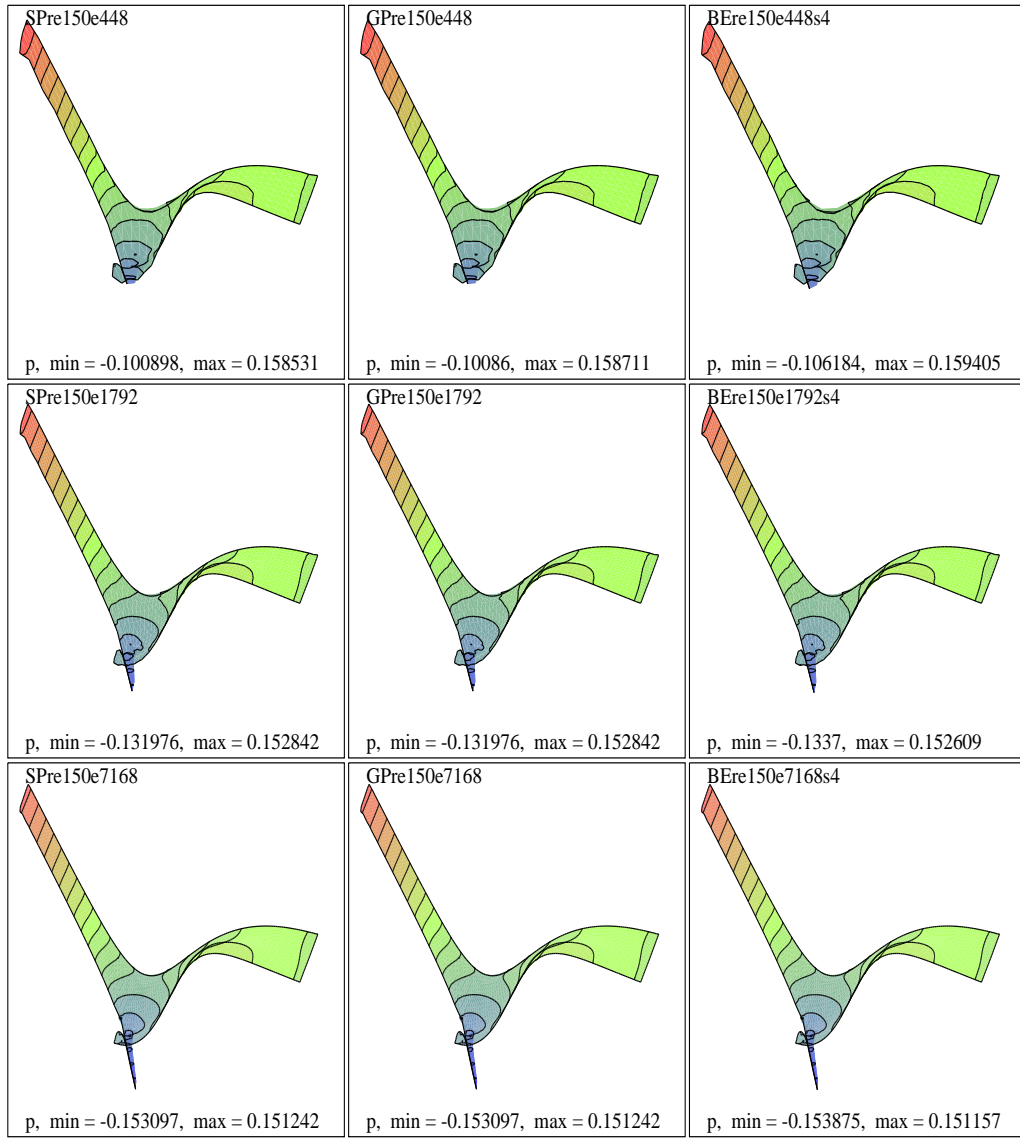 SPre150e448
GPre150e448
BEre150e448s4
p, min = -0.100898, max = 0.158531
p, min = -0.10086, max = 0.158711
p, min = -0.106184, max = 0.159405
SPre150e1792
GPre150e1792
BEre150e1792s4
p, min = -0.131976, max = 0.152842
p, min = -0.131976, max = 0.152842
p, min = -0.1337, max = 0.152609
SPre150e7168
GPre150e7168
BEre150e7168s4
p, min = -0.153097, max = 0.151242
p, min = -0.153097, max = 0.151242
p, min = -0.153875, max = 0.151157